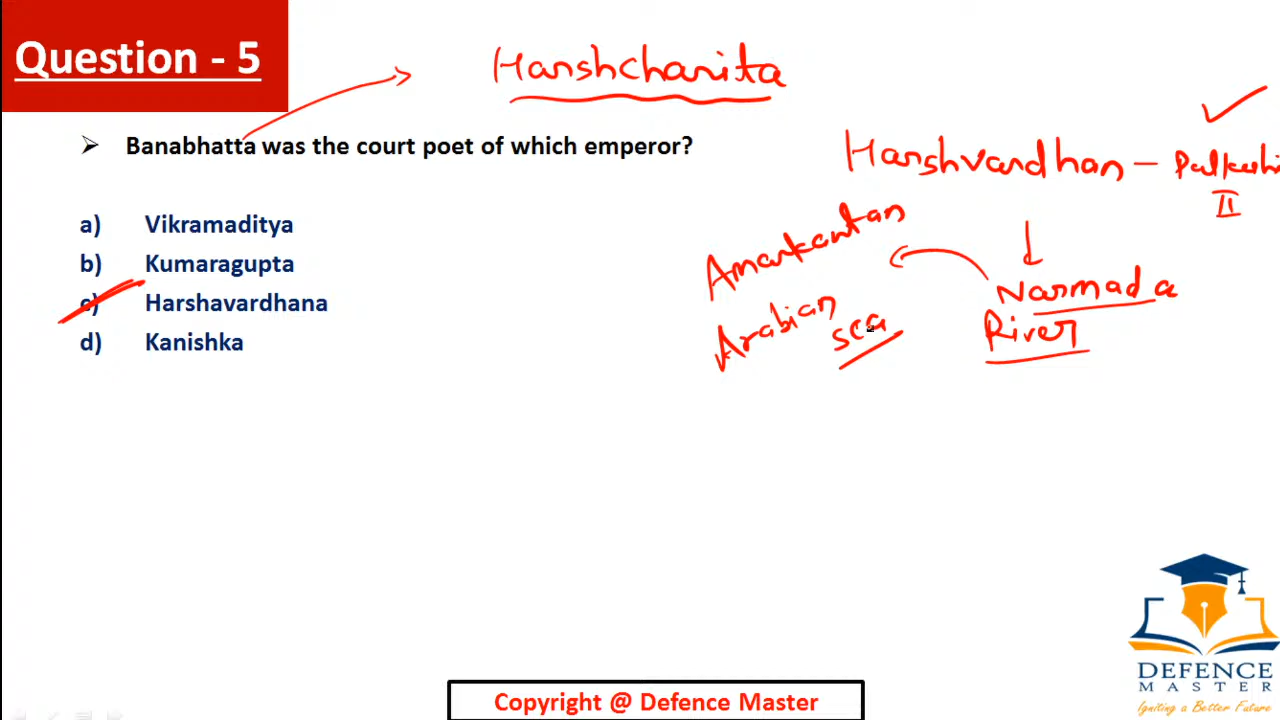 Question - 5
Harshcharita
Banabhatta was the court poet of which emperor?
Harshvardhan - Pulkeshi
II
a) Vikramaditya
b) Kumaragupta
c) Harshavardhana
d) Kanishka
Amarkantan
Arabian
sea
Narmada
River
DEFENCE
MASTER
Igniting a Better Future
Copyright @ Defence Master